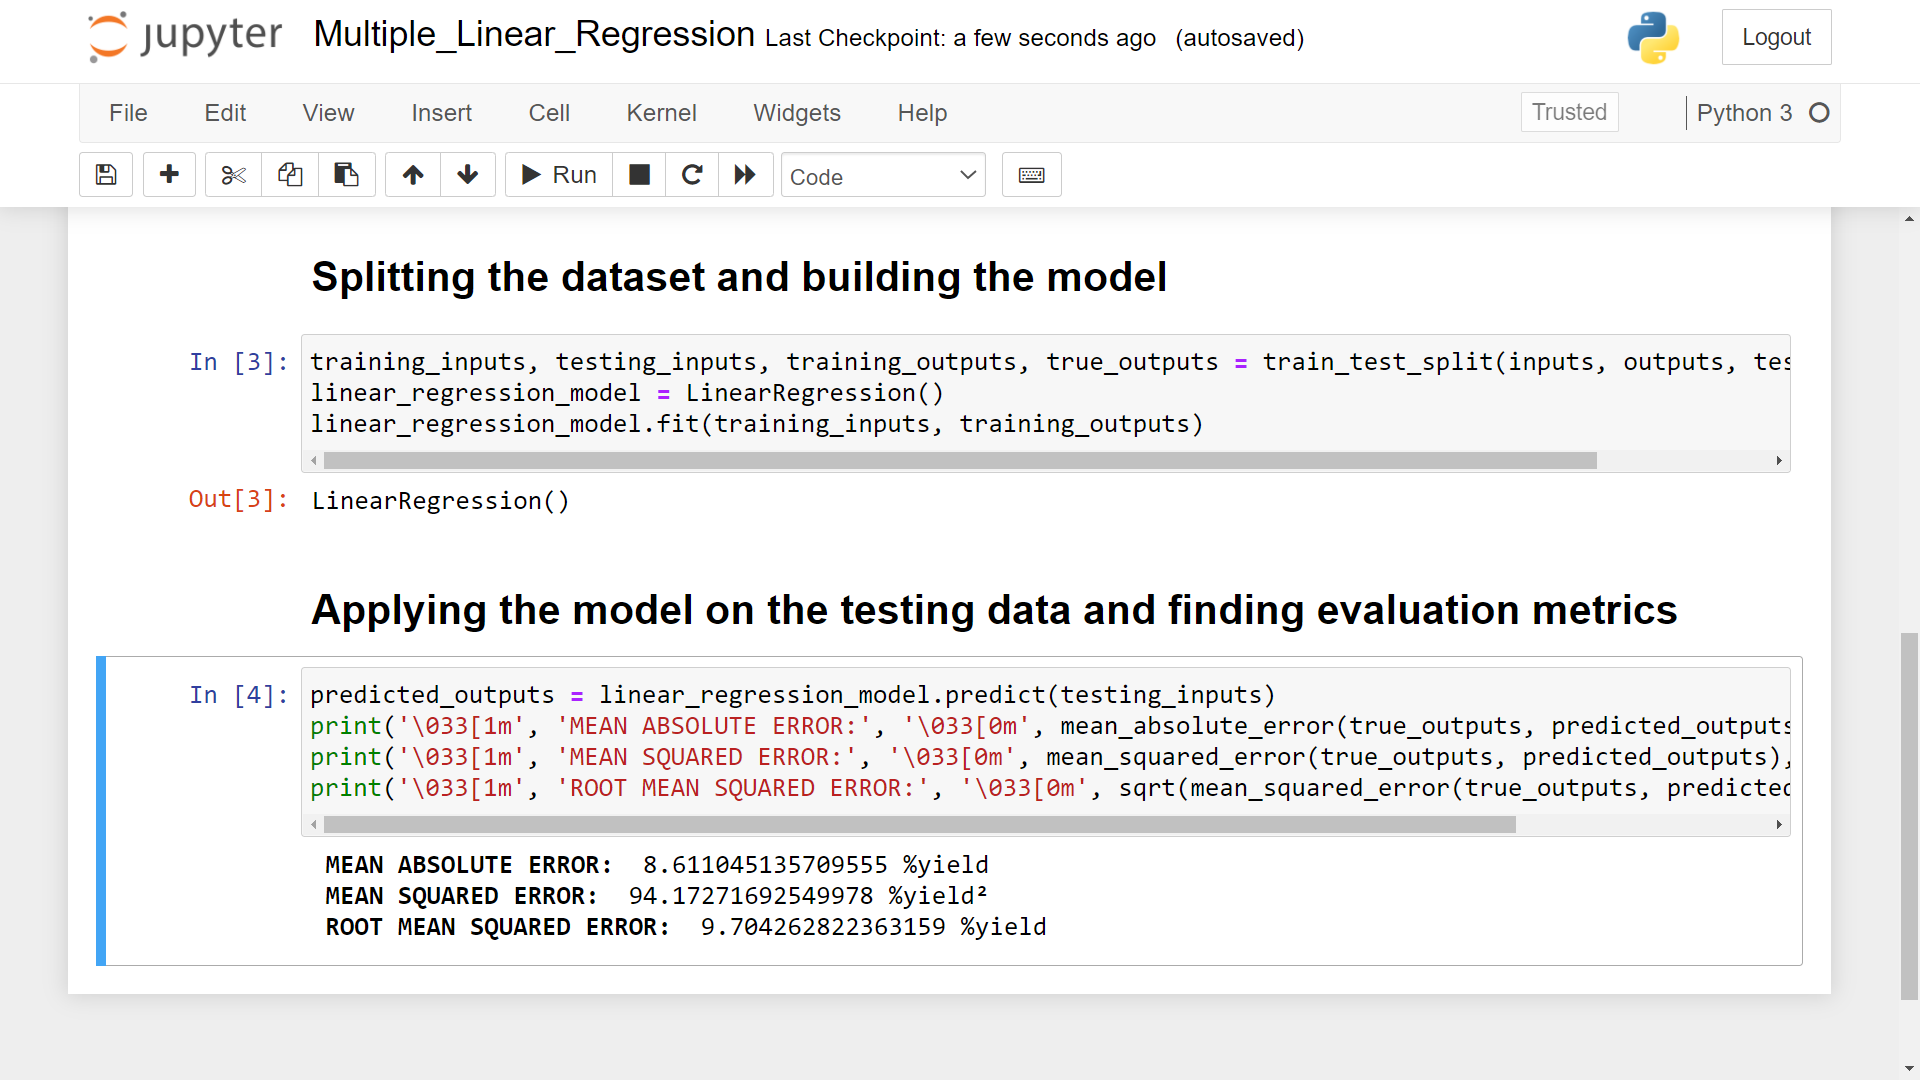 jupyter Multiple_Linear_Regression Last Checkpoint: a few seconds ago (autosaved) Logout
File Edit View Insert Cell Kernel Widgets Help Trusted Python 3
Run Code
Splitting the dataset and building the model
In [3]: training_inputs, testing_inputs, training_outputs, true_outputs = train_test_split(inputs, outputs, tes
linear_regression_model = LinearRegression()
linear_regression_model.fit(training_inputs, training_outputs)
Out[3]: LinearRegression()
Applying the model on the testing data and finding evaluation metrics
In [4]: predicted_outputs = linear_regression_model.predict(testing_inputs)
print('\033[1m', 'MEAN ABSOLUTE ERROR:', '\033[0m', mean_absolute_error(true_outputs, predicted_outputs
print('\033[1m', 'MEAN SQUARED ERROR:', '\033[0m', mean_squared_error(true_outputs, predicted_outputs),
print('\033[1m', 'ROOT MEAN SQUARED ERROR:', '\033[0m', sqrt(mean_squared_error(true_outputs, predicted
MEAN ABSOLUTE ERROR: 8.611045135709555 %yield
MEAN SQUARED ERROR: 94.17271692549978 %yield²
ROOT MEAN SQUARED ERROR: 9.704262822363159 %yield